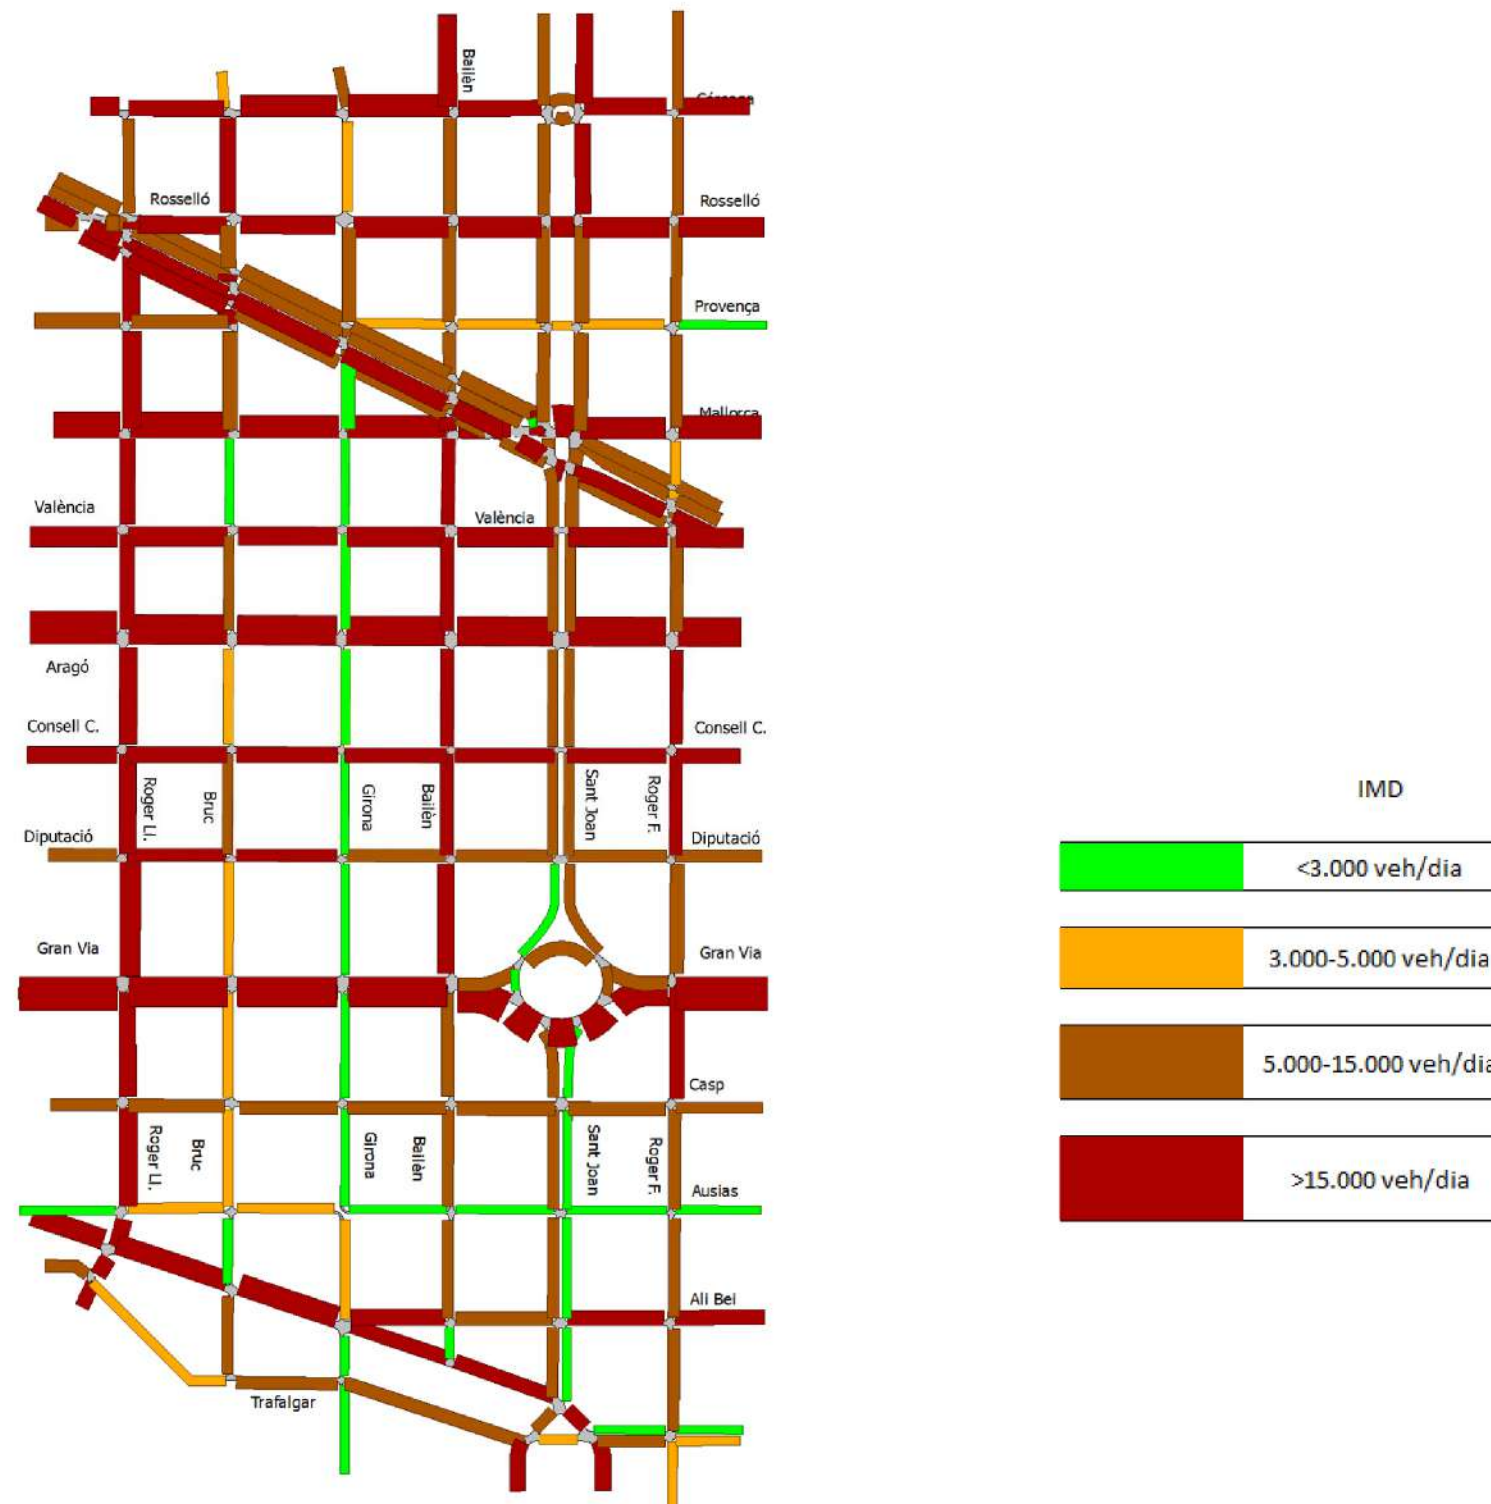 Bailèn
Rosselló
Rosselló
Provença
Mallorca
València
València
Aragó
Consell C.
Consell C.
Roger Ll.
Bruc
Girona
Bailèn
Sant Joan
Roger F.
Diputació
Diputació
Gran Via
Gran Via
Casp
Roger Ll.
Bruc
Girona
Bailèn
Sant Joan
Roger F.
Ausias
Ali Bei
Trafalgar
IMD
<3.000 veh/dia
3.000-5.000 veh/dia
5.000-15.000 veh/dia
>15.000 veh/dia